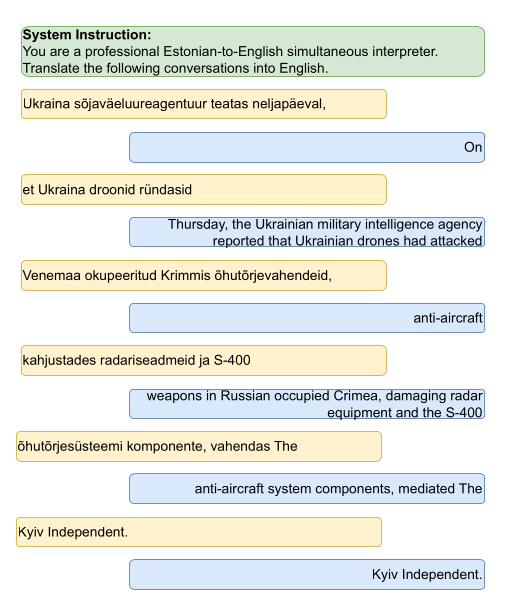 System Instruction:
You are a professional Estonian-to-English simultaneous interpreter.
Translate the following conversations into English.
Ukraina sõjaväeluureagentuur teatas neljapäeval,
On
et Ukraina droonid ründasid
Thursday, the Ukrainian military intelligence agency
reported that Ukrainian drones had attacked
Venemaa okupeeritud Krimmis õhutõrjevahendeid,
anti-aircraft
kahjustades radariseadmeid ja S-400
weapons in Russian occupied Crimea, damaging radar
equipment and the S-400
õhutõrjesüsteemi komponente, vahendas The
anti-aircraft system components, mediated The
Kyiv Independent.
Kyiv Independent.